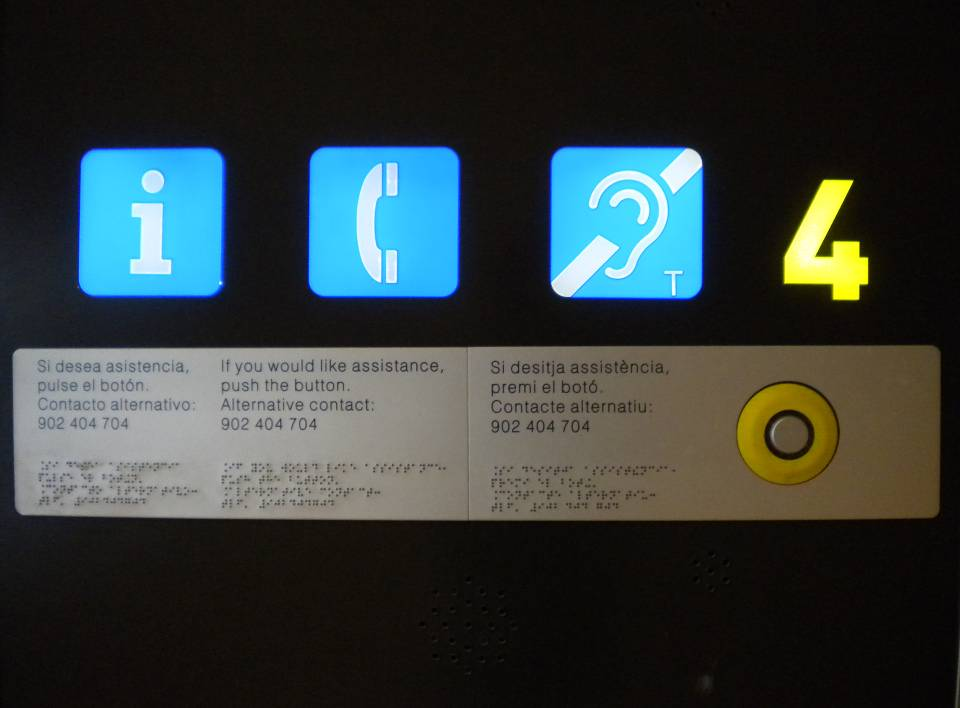 i
T
4
Si desea asistencia,
pulse el botón.
Contacto alternativo:
902 404 704
If you would like assistance,
push the button.
Alternative contact:
902 404 704
Si desitja assistència,
premi el botó.
Contacte alternatiu:
902 404 704